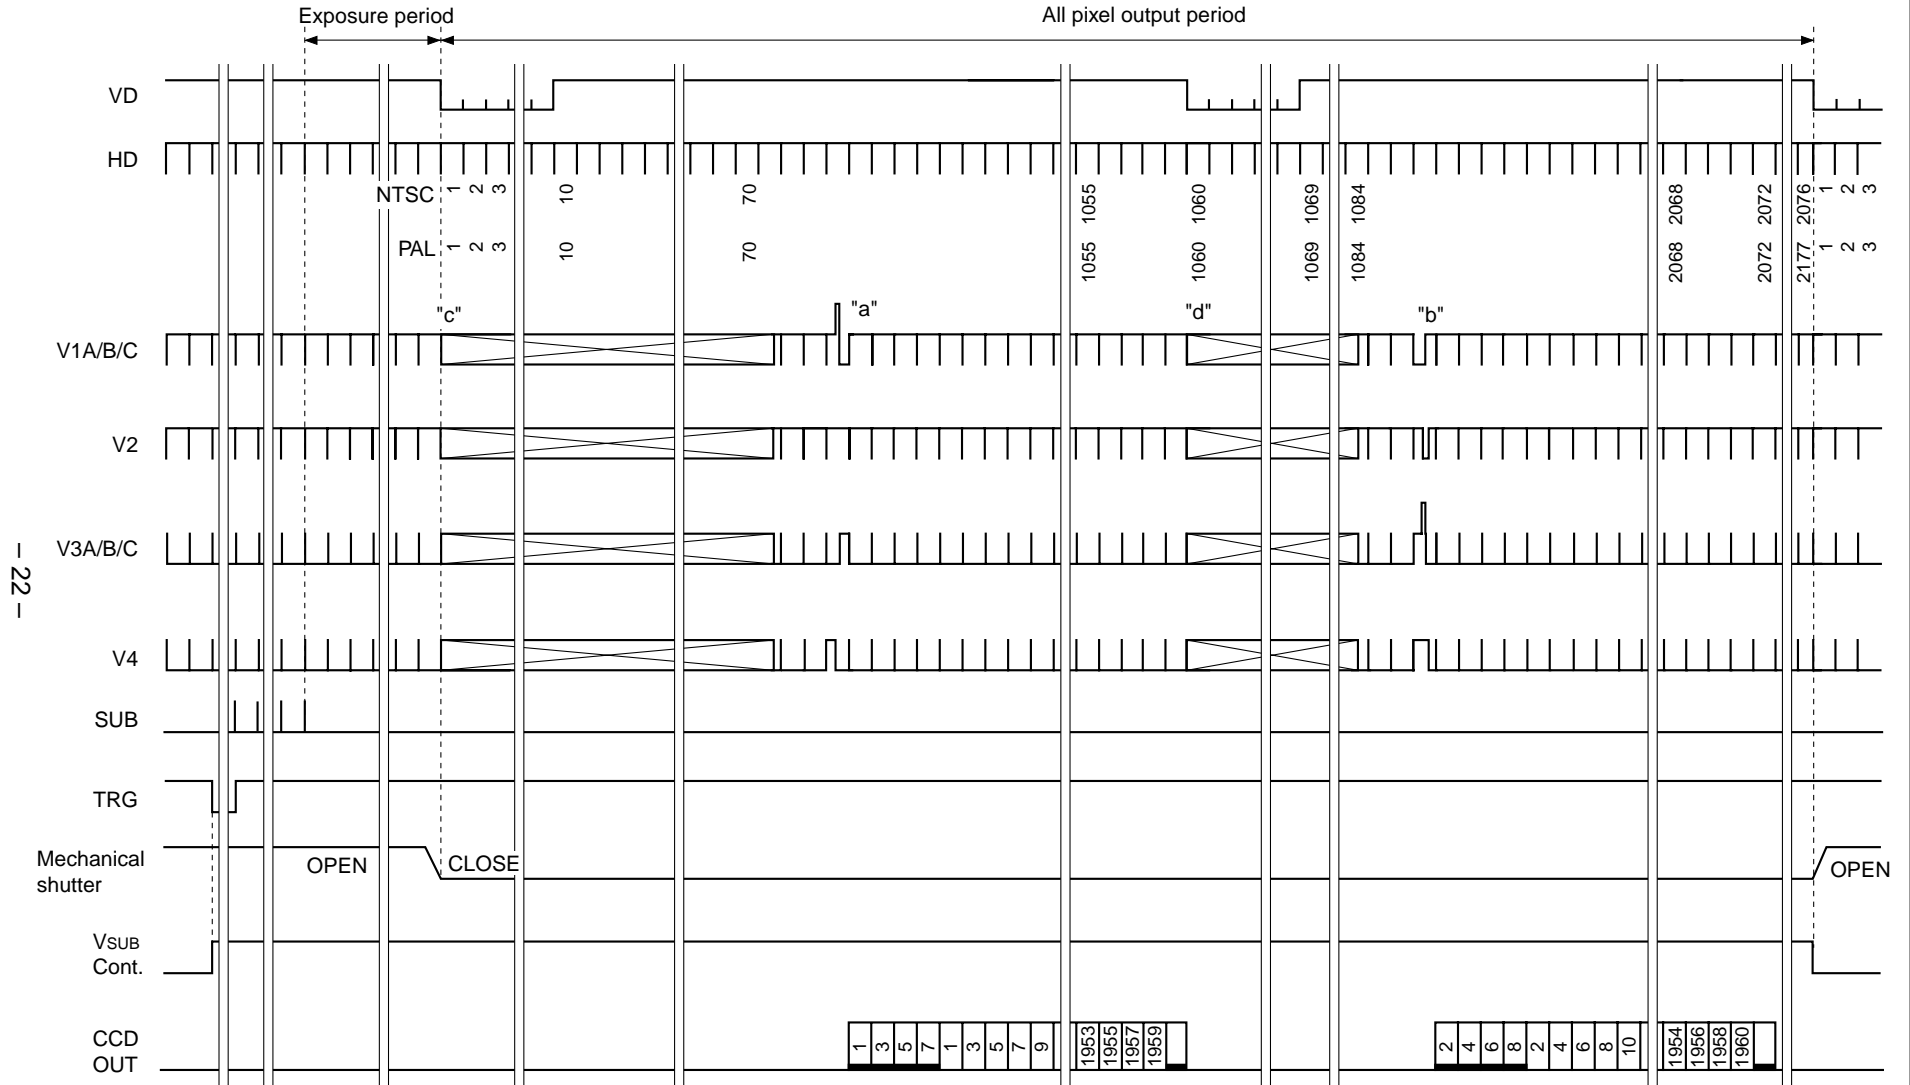 Exposure period
All pixel output period
VD
HD
NTSC 1 2 3 10 70 1055 1060 1069 1084 2068 2072 2076 1 2 3
PAL 1 2 3 10 70 1055 1060 1069 1084 2068 2072 2177 1 2 3
"c" "a" "d" "b"
V1A/B/C
V2
V3A/B/C
– 22 –
V4
SUB
TRG
Mechanical
shutter
OPEN CLOSE OPEN
VSUB
Cont.
CCD
OUT
1 3 5 7 1 3 5 7 9 1953 1955 1957 1959 2 4 6 8 2 4 6 8 10 1954 1956 1958 1960